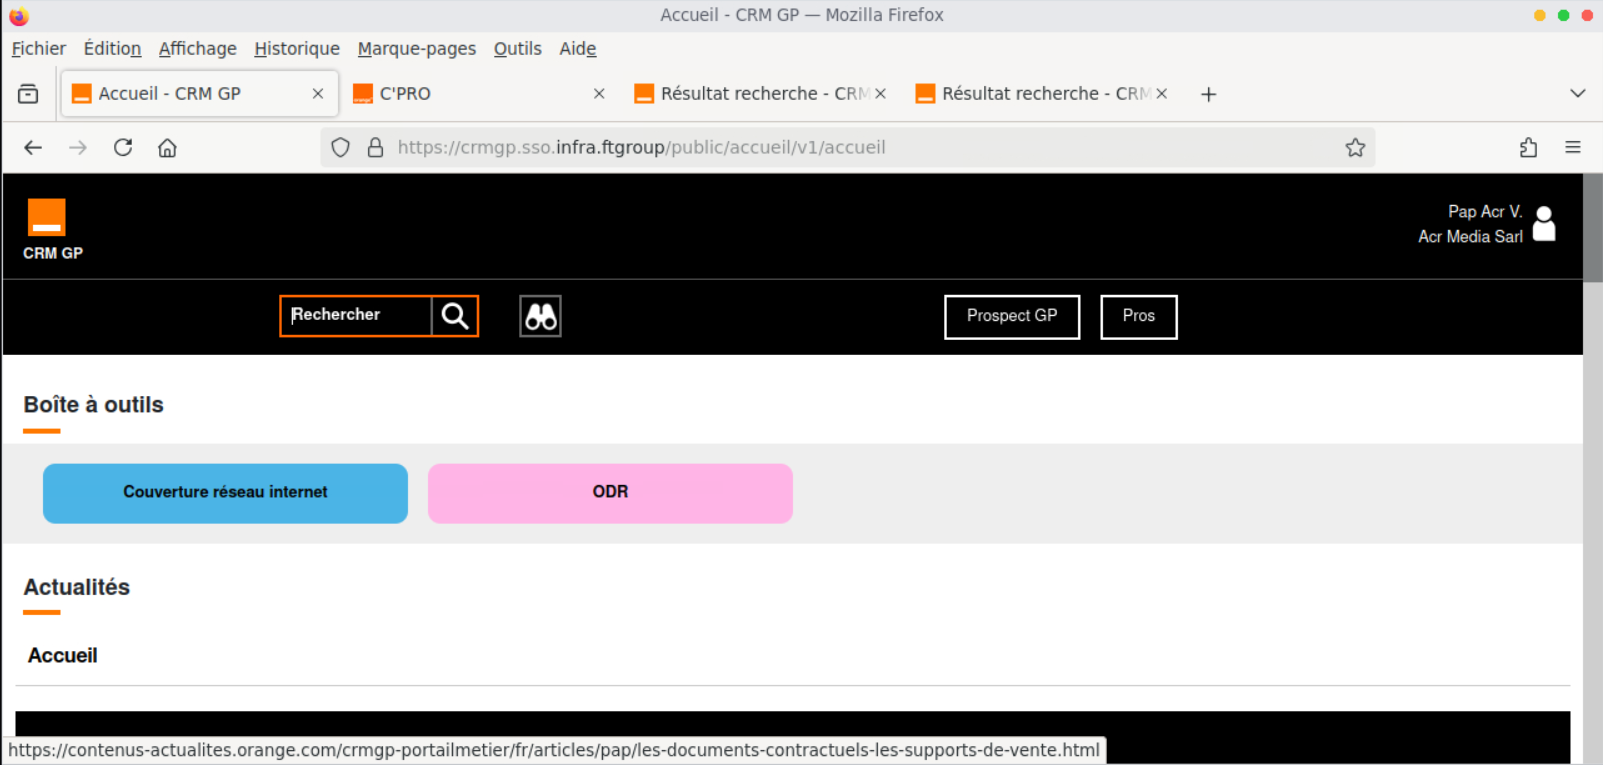 Accueil - CRM GP — Mozilla Firefox
Fichier Édition Affichage Historique Marque-pages Outils Aide
Accueil - CRM GP C'PRO Résultat recherche - CRM Résultat recherche - CRM
https://crmgp.sso.infra.ftgroup/public/accueil/v1/accueil
Pap Acr V.
CRM GP Acr Media Sarl
Rechercher Prospect GP Pros
Boîte à outils
Couverture réseau internet ODR
Actualités
Accueil
https://contenus-actualites.orange.com/crmgp-portailmetier/fr/articles/pap/les-documents-contractuels-les-supports-de-vente.html